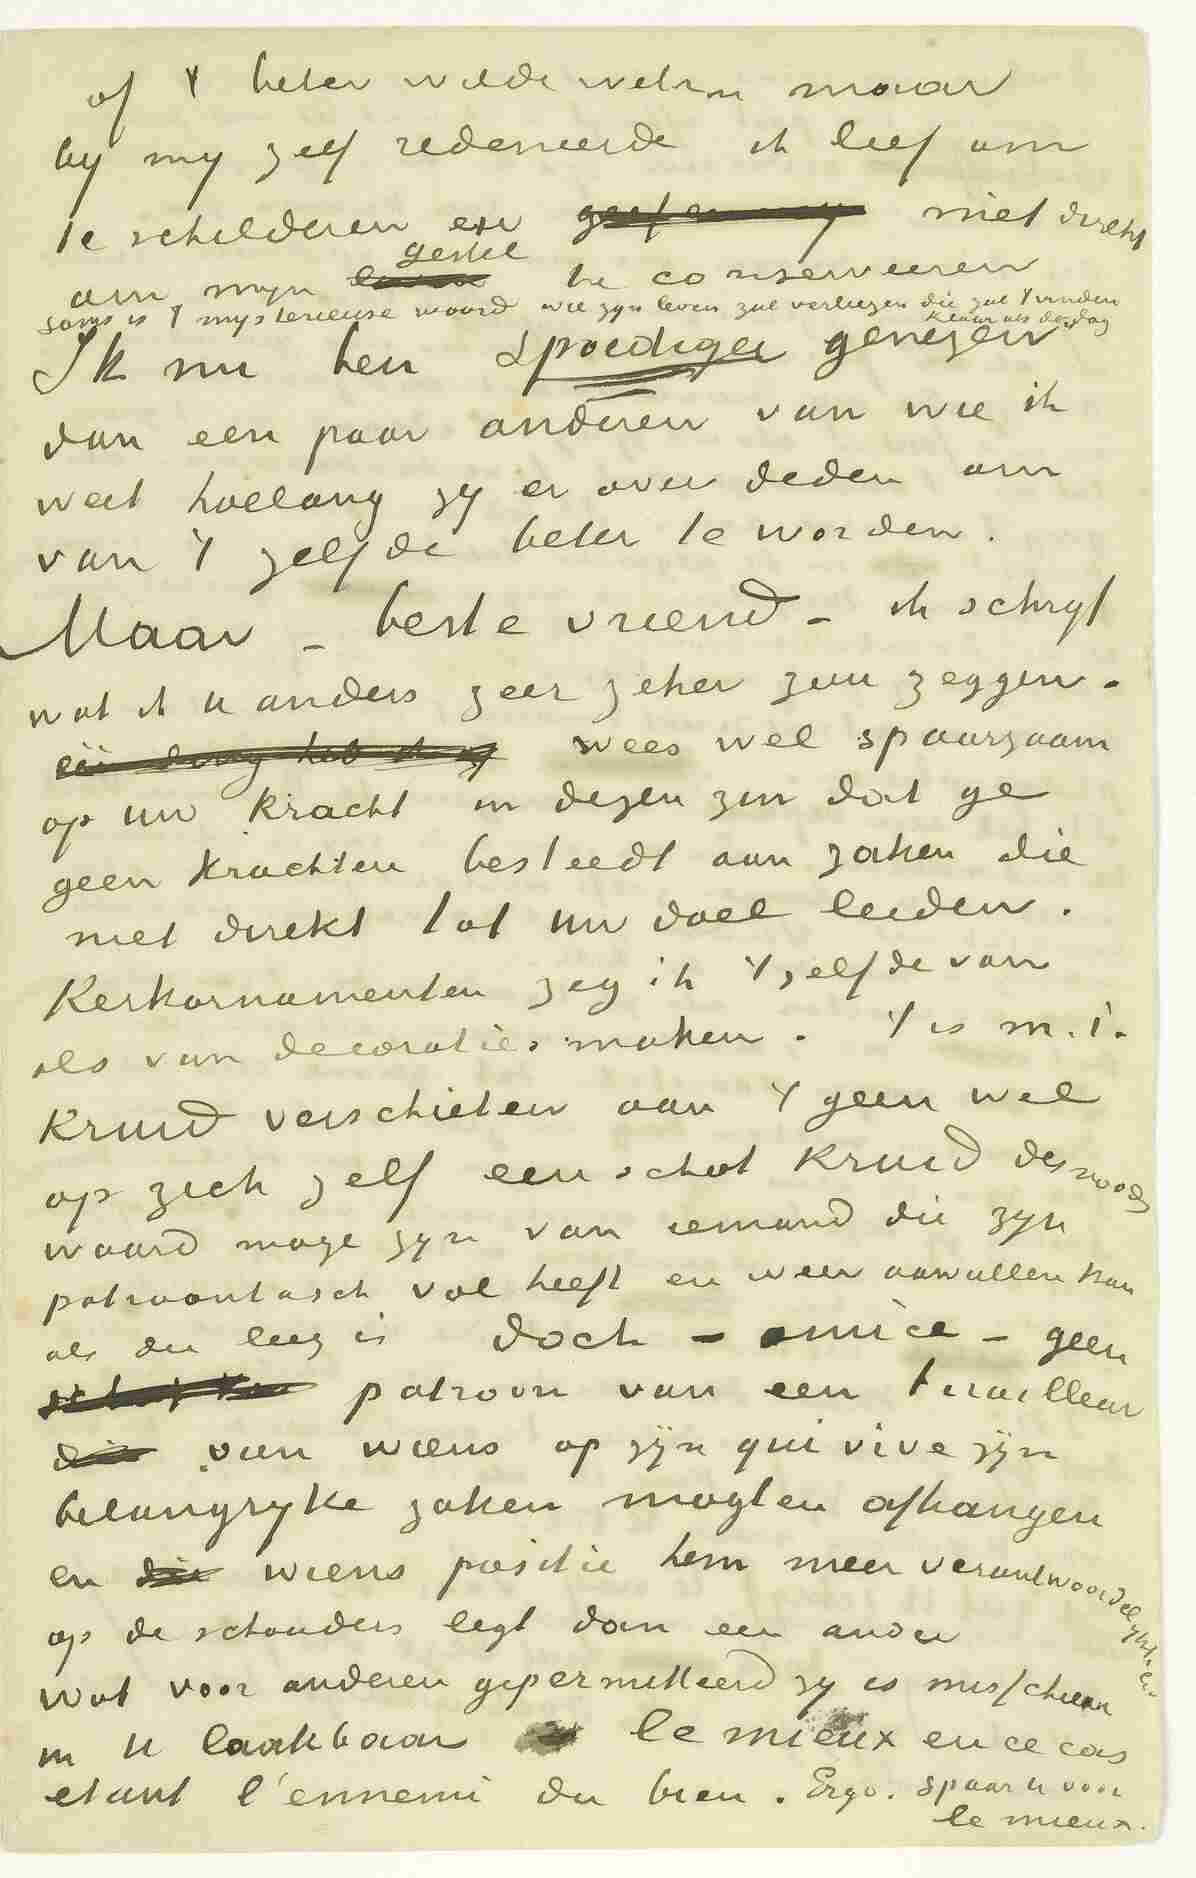 of 't beter wilde weten maar
by my zelf redeneerde ik leef om
te schilderen en geef er my niet direkt
gestel
om myn leven te conserveeren
soms is 't mysterieuse woord wie zyn leven zal verliezen die zal 't vinden
klaar als de dag
Ik nu ben spoediger genezen
dan een paar anderen van wie ik
weet hoelang zy er over deden om
van 't zelfde beter te worden.
Maar – beste vriend – ik schryf
wat ik u anders zeer zeker zou zeggen –
een ding heb ik wees wel spaarzaam
op uw kracht in dezen zin dat ge
geen krachten besteedt aan zaken die
niet direkt tot uw doel leiden.
Kerkornamenten zeg ik 't zelfde van
als van decoraties maken. 't is m.i.
Kruid verschieten aan 't geen wel
op zich zelf een schot kruid desnoods
waard moge zyn van iemand die zyn
patroontasch vol heeft en weer aanvullen kan
als die leeg is doch – amice – geen
patroon van een tirailleur
die van wiens op zyn qui vive zyn
belangryke zaken mogten afhangen
en die wiens positie hem meer verantwoordelykheid
op de schouders legt dan een ander
Wat voor anderen gepermitteerd zy is misschien
in U laakbaar le mieux en ce cas
etant l'ennemi du bien. Ergo. spaar u voor
le mieux.